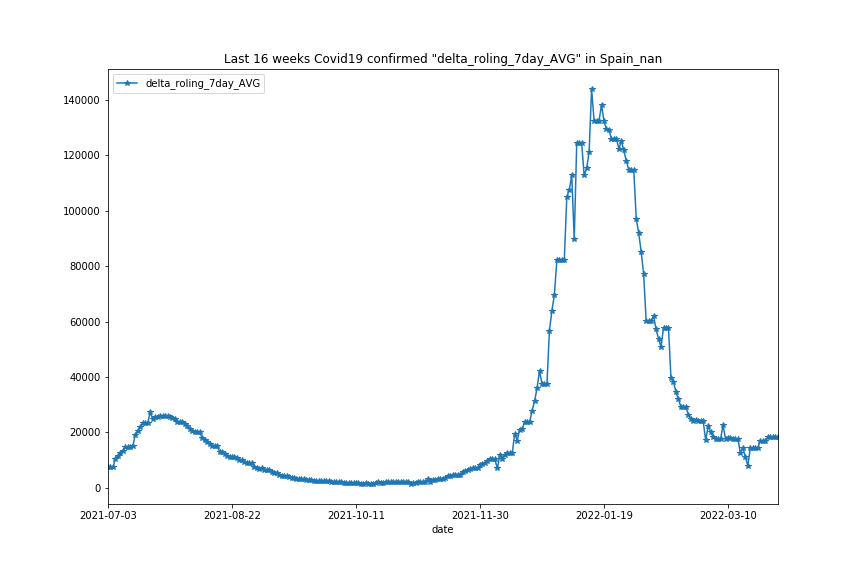 Last 16 weeks Covid19 confirmed "delta_roling_7day_AVG" in Spain_nan
delta_roling_7day_AVG
140000
120000
100000
80000
60000
40000
20000
0
2021-07-03 2021-08-22 2021-10-11 2021-11-30 2022-01-19 2022-03-10
date